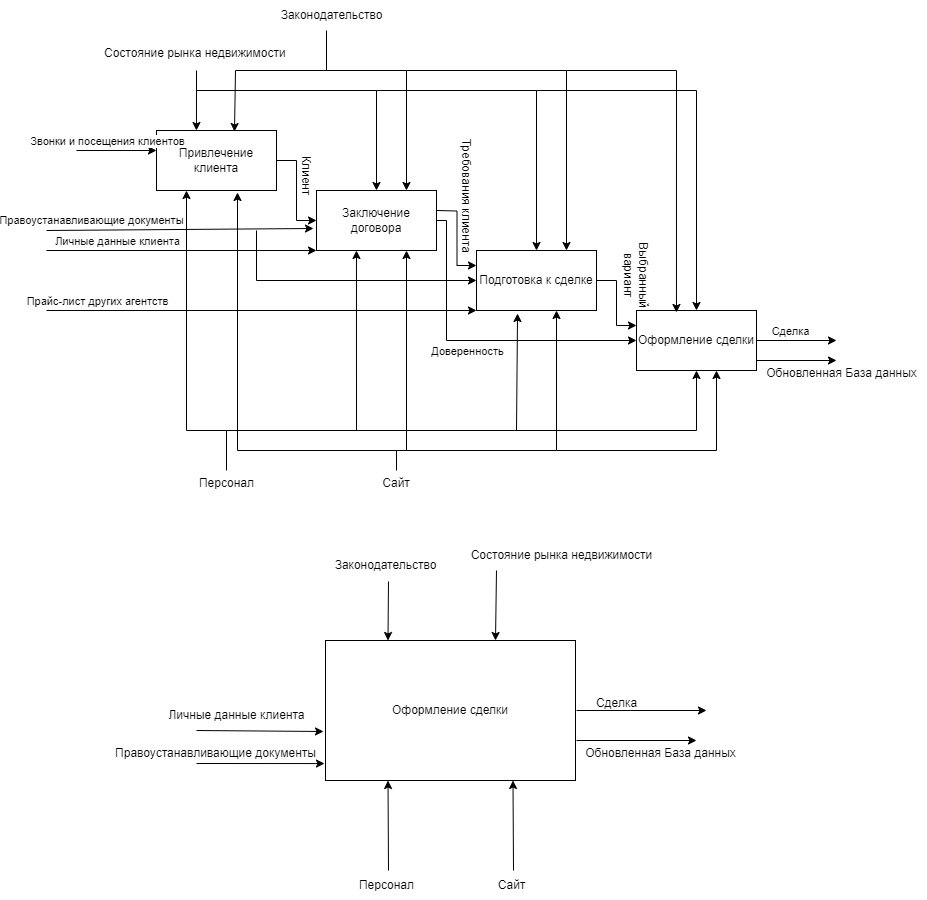 Законодательство
Состояние рынка недвижимости
Звонки и посещения клиентов
Привлечение
клиента
Клиент
Требования клиента
Правоустанавливающие документы
Заключение
договора
Личные данные клиента
Выбранный
вариант
Подготовка к сделке
Прайс-лист других агентств
Сделка
Оформление сделки
Доверенность
Обновленная База данных
Персонал
Сайт
Состояние рынка недвижимости
Законодательство
Оформление сделки
Сделка
Личные данные клиента
Правоустанавливающие документы
Обновленная База данных
Персонал
Сайт